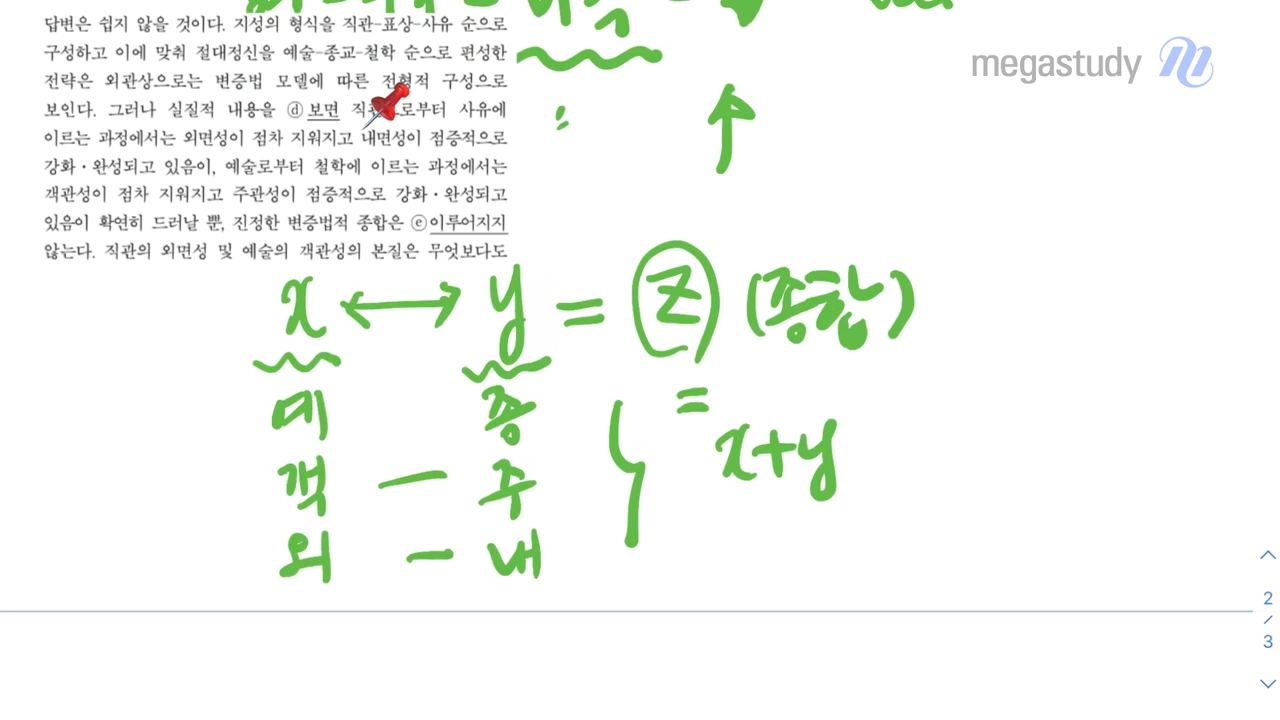 답변은 쉽지 않을 것이다. 지성의 형식을 직관-표상-사유 순으로
구성하고 이에 맞춰 절대정신을 예술-종교-철학 순으로 편성한
전략은 외관상으로는 변증법 모델에 따른 전형적 구성으로
보인다. 그러나 실질적 내용을 ⓓ보면 로부터 사유에
이르는 과정에서는 외면성이 점차 지워지고 내면성이 점증적으로
강화·완성되고 있음이, 예술로부터 철학에 이르는 과정에서는
객관성이 점차 지워지고 주관성이 점증적으로 강화·완성되고
있음이 확연히 드러날 뿐, 진정한 변증법적 종합은 ⓔ이루어지지
않는다. 직관의 외면성 및 예술의 객관성의 본질은 무엇보다도
megastudy
x ↔ y = z (종합)
=
x+y
객 - 주
외 - 내
2
/
3